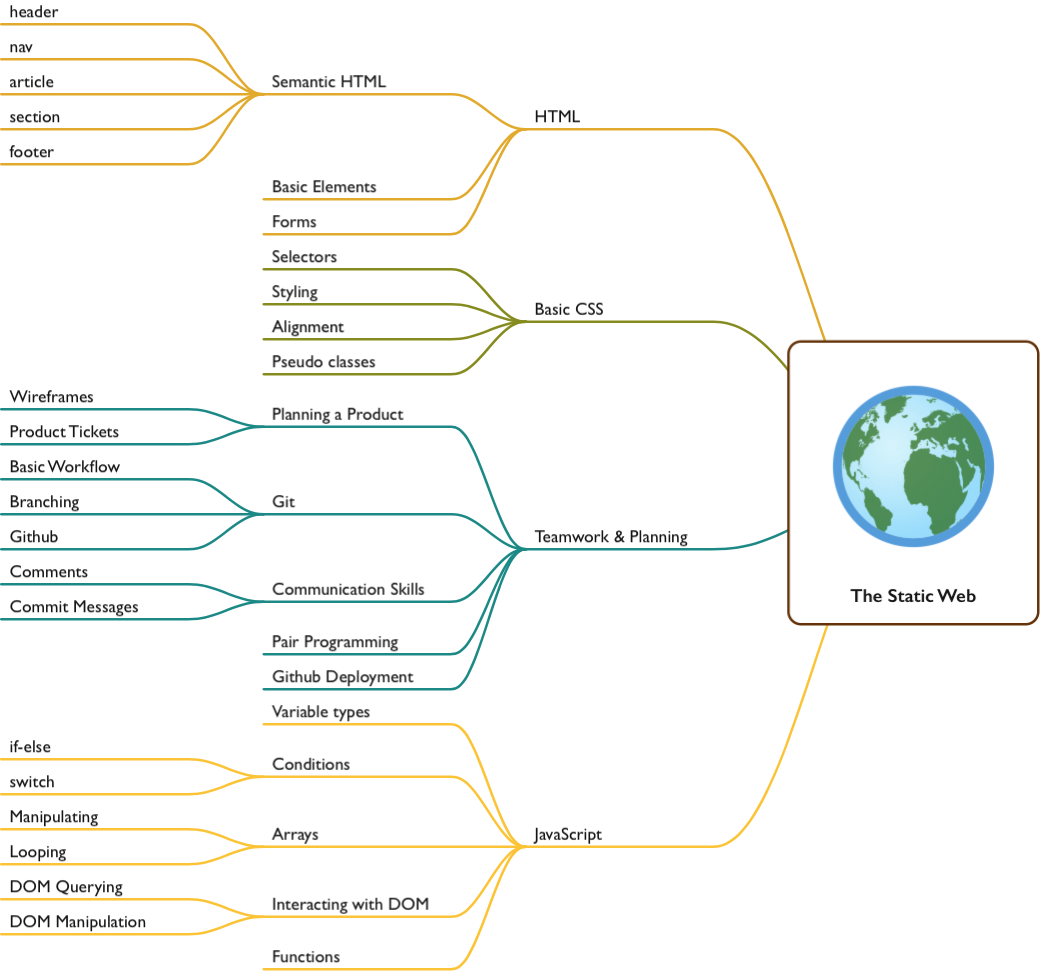 header
nav
article
section
footer
Semantic HTML
Basic Elements
Forms
HTML
Selectors
Styling
Alignment
Pseudo classes
Basic CSS
Wireframes
Product Tickets
Planning a Product
Basic Workflow
Branching
Github
Git
Comments
Commit Messages
Communication Skills
Pair Programming
Github Deployment
Teamwork & Planning
Variable types
if-else
switch
Conditions
Manipulating
Looping
Arrays
DOM Querying
DOM Manipulation
Interacting with DOM
Functions
JavaScript
The Static Web